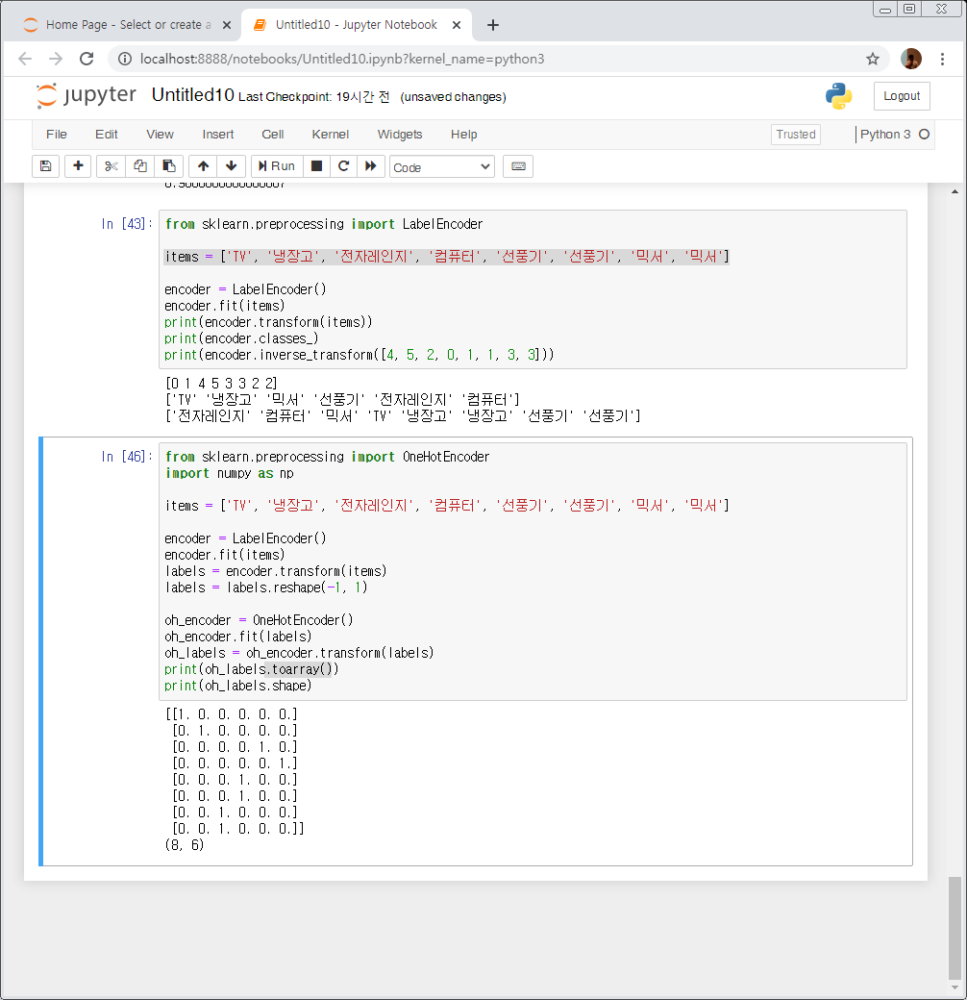 Home Page - Select or create a
Untitled10 - Jupyter Notebook
localhost:8888/notebooks/Untitled10.ipynb?kernel_name=python3
jupyter Untitled10 Last Checkpoint: 19시간 전 (unsaved changes)
Logout
File Edit View Insert Cell Kernel Widgets Help
Trusted
Python 3
Run
Code
0.9000000000000007
In [43]:
from sklearn.preprocessing import LabelEncoder
items = ['TV', '냉장고', '전자레인지', '컴퓨터', '선풍기', '선풍기', '믹서', '믹서']
encoder = LabelEncoder()
encoder.fit(items)
print(encoder.transform(items))
print(encoder.classes_)
print(encoder.inverse_transform([4, 5, 2, 0, 1, 1, 3, 3]))
[0 1 4 5 3 3 2 2]
['TV' '냉장고' '믹서' '선풍기' '전자레인지' '컴퓨터']
['전자레인지' '컴퓨터' '믹서' 'TV' '냉장고' '냉장고' '선풍기' '선풍기']
In [46]:
from sklearn.preprocessing import OneHotEncoder
import numpy as np
items = ['TV', '냉장고', '전자레인지', '컴퓨터', '선풍기', '선풍기', '믹서', '믹서']
encoder = LabelEncoder()
encoder.fit(items)
labels = encoder.transform(items)
labels = labels.reshape(-1, 1)
oh_encoder = OneHotEncoder()
oh_encoder.fit(labels)
oh_labels = oh_encoder.transform(labels)
print(oh_labels.toarray())
print(oh_labels.shape)
[[1. 0. 0. 0. 0. 0.]
[0. 1. 0. 0. 0. 0.]
[0. 0. 0. 0. 1. 0.]
[0. 0. 0. 0. 0. 1.]
[0. 0. 0. 1. 0. 0.]
[0. 0. 0. 1. 0. 0.]
[0. 0. 1. 0. 0. 0.]
[0. 0. 1. 0. 0. 0.]]
(8, 6)